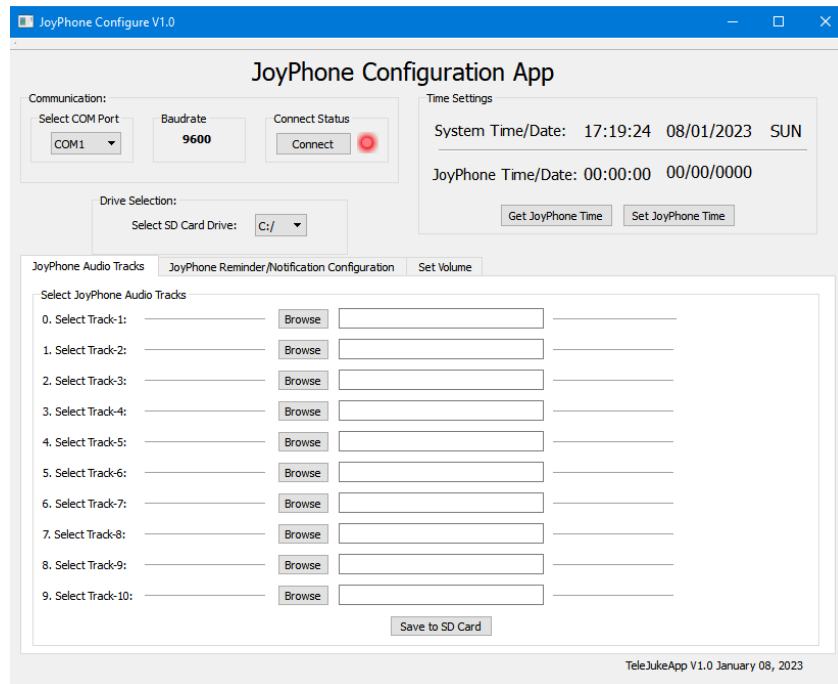 JoyPhone Configure V1.0
JoyPhone Configuration App
Communication:
Select COM Port
Baudrate
Connect Status
COM1
9600
Connect
Time Settings
System Time/Date: 17:19:24 08/01/2023 SUN
JoyPhone Time/Date: 00:00:00 00/00/0000
Get JoyPhone Time
Set JoyPhone Time
Drive Selection:
Select SD Card Drive: C:/
JoyPhone Audio Tracks
JoyPhone Reminder/Notification Configuration
Set Volume
Select JoyPhone Audio Tracks
0. Select Track-1: Browse
1. Select Track-2: Browse
2. Select Track-3: Browse
3. Select Track-4: Browse
4. Select Track-5: Browse
5. Select Track-6: Browse
6. Select Track-7: Browse
7. Select Track-8: Browse
8. Select Track-9: Browse
9. Select Track-10: Browse
Save to SD Card
TeleJukeApp V1.0 January 08, 2023